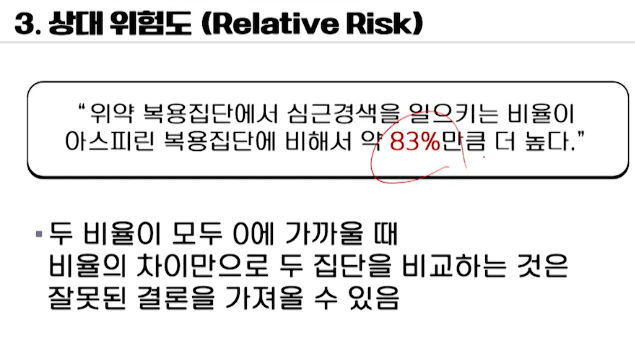 3. 상대 위험도 (Relative Risk)
“위약 복용집단에서 심근경색을 일으키는 비율이
아스피린 복용집단에 비해서 약 83%만큼 더 높다.”
▪ 두 비율이 모두 0에 가까울 때
비율의 차이만으로 두 집단을 비교하는 것은
잘못된 결론을 가져올 수 있음